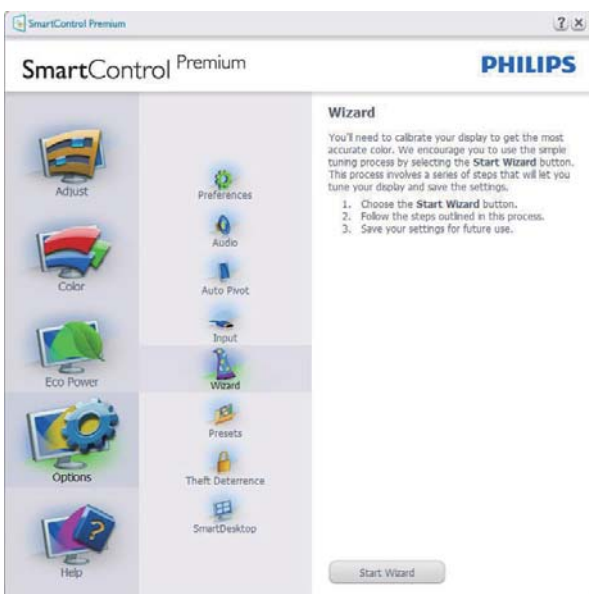 SmartControl Premium
? X
SmartControl Premium
PHILIPS
Adjust
Color
Eco Power
Options
Help
Preferences
Audio
Auto Pivot
Input
Wizard
Presets
Theft Deterrence
SmartDesktop
Wizard
You'll need to calibrate your display to get the most
accurate color. We encourage you to use the simple
tuning process by selecting the Start Wizard button.
This process involves a series of steps that will let you
tune your display and save the settings.
1. Choose the Start Wizard button.
2. Follow the steps outlined in this process.
3. Save your settings for future use.
Start Wizard